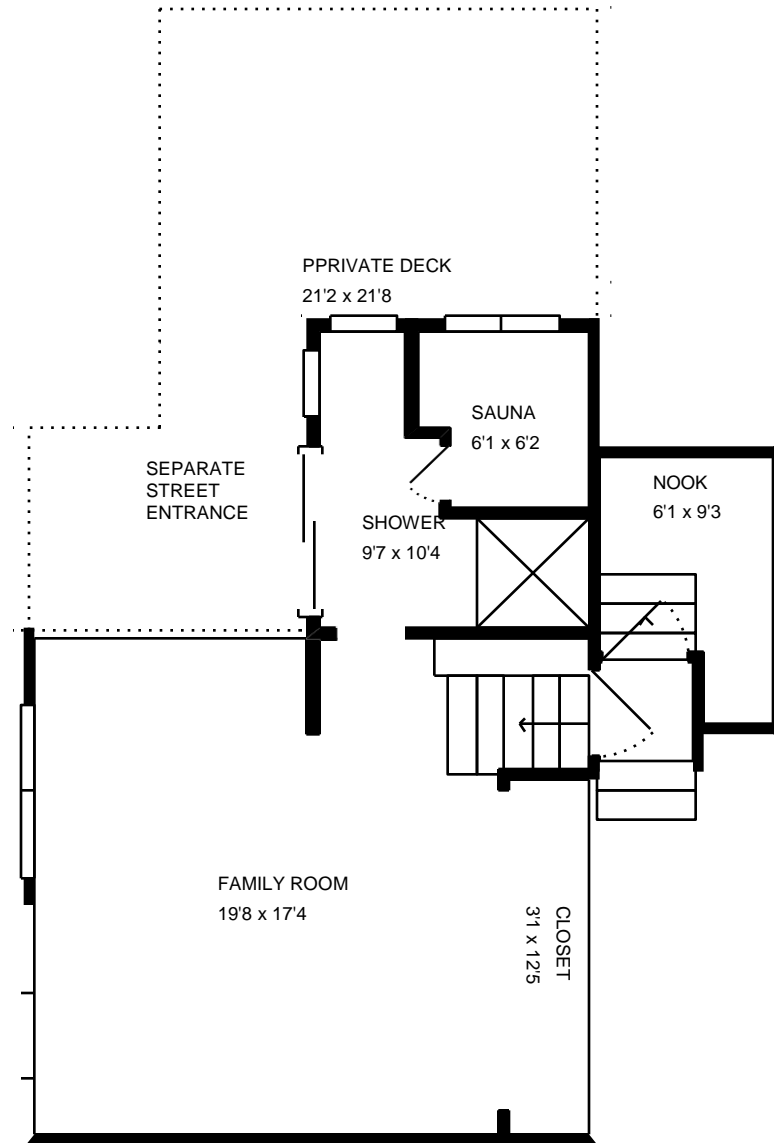 PPRIVATE DECK
21'2 x 21'8
SAUNA
6'1 x 6'2
SEPARATE
STREET
ENTRANCE
NOOK
6'1 x 9'3
SHOWER
9'7 x 10'4
FAMILY ROOM
19'8 x 17'4
CLOSET
3'1 x 12'5